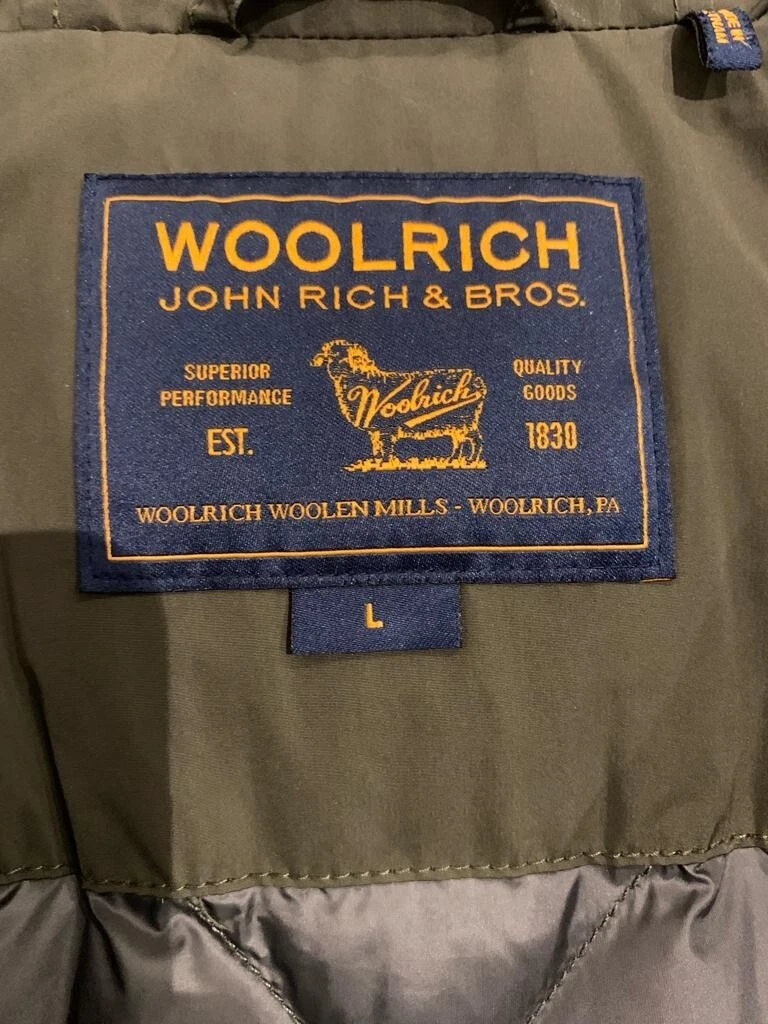 WOOLRICH
JOHN RICH & BROS.
SUPERIOR
PERFORMANCE
EST.
Woolrich
QUALITY
GOODS
1830
WOOLRICH WOOLEN MILLS - WOOLRICH, PA
L